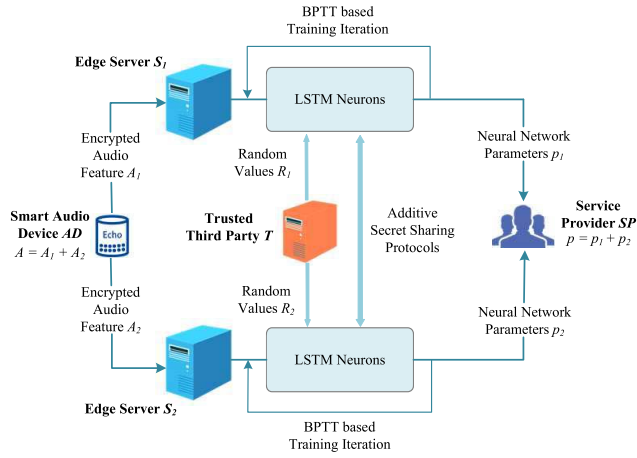 BPTT based
Training Iteration
Edge Server S1
LSTM Neurons
Encrypted
Audio
Feature A1
Random
Values R1
Neural Network
Parameters p1
Smart Audio
Device AD
A = A1 + A2
Echo
Trusted
Third Party T
Additive
Secret Sharing
Protocols
Service
Provider SP
p = p1 + p2
Encrypted
Audio
Feature A2
Random
Values R2
Neural Network
Parameters p2
LSTM Neurons
Edge Server S2
BPTT based
Training Iteration